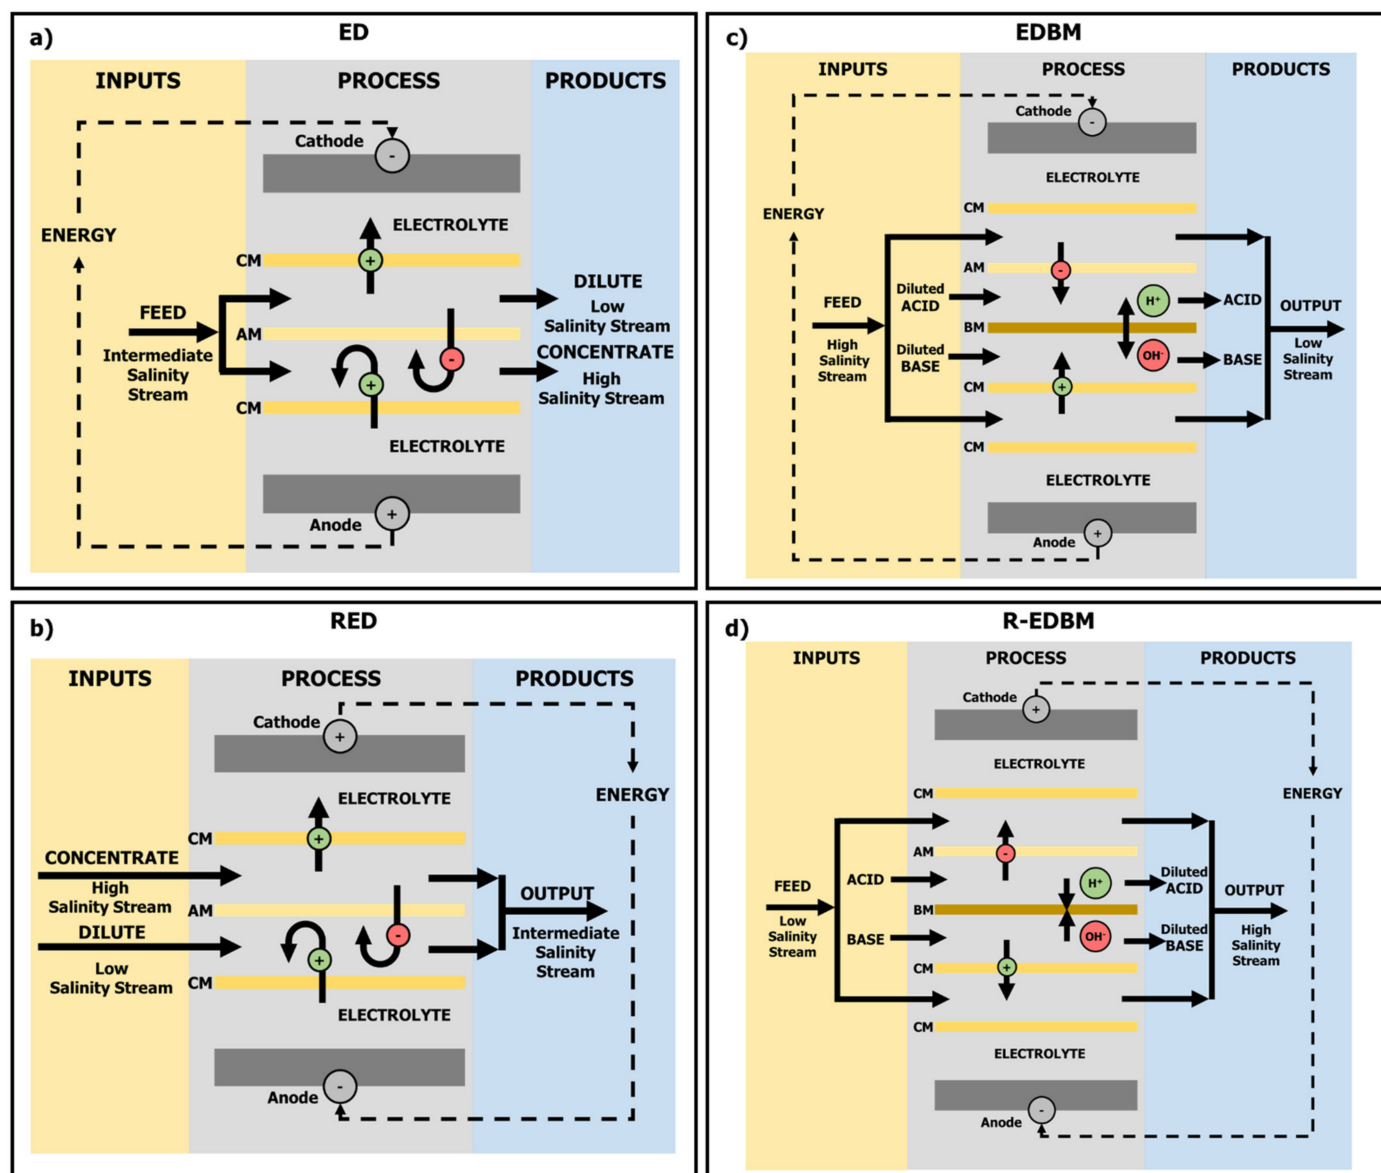 a)
ED
INPUTS
PROCESS
PRODUCTS
Cathode
-
ELECTROLYTE
ENERGY
CM
+
DILUTE
Low
Salinity Stream
FEED
Intermediate
Salinity
Stream
AM
-
CONCENTRATE
High
Salinity Stream
+
CM
ELECTROLYTE
Anode
+
c)
EDBM
INPUTS
PROCESS
PRODUCTS
Cathode
-
ELECTROLYTE
ENERGY
CM
AM
-
Diluted
ACID
H+
ACID
FEED
High
Salinity
Stream
BM
OUTPUT
Low
Salinity
Stream
Diluted
BASE
OH-
BASE
CM
+
CM
ELECTROLYTE
Anode
+
b)
RED
INPUTS
PROCESS
PRODUCTS
Cathode
+
ELECTROLYTE
ENERGY
CM
+
CONCENTRATE
High
Salinity Stream
AM
OUTPUT
Intermediate
Salinity
Stream
DILUTE
Low
Salinity Stream
-
+
CM
ELECTROLYTE
Anode
-
d)
R-EDBM
INPUTS
PROCESS
PRODUCTS
Cathode
+
ELECTROLYTE
ENERGY
CM
AM
-
ACID
H+
Diluted
ACID
FEED
Low
Salinity
Stream
BM
OUTPUT
High
Salinity
Stream
BASE
OH-
Diluted
BASE
CM
+
CM
ELECTROLYTE
Anode
-